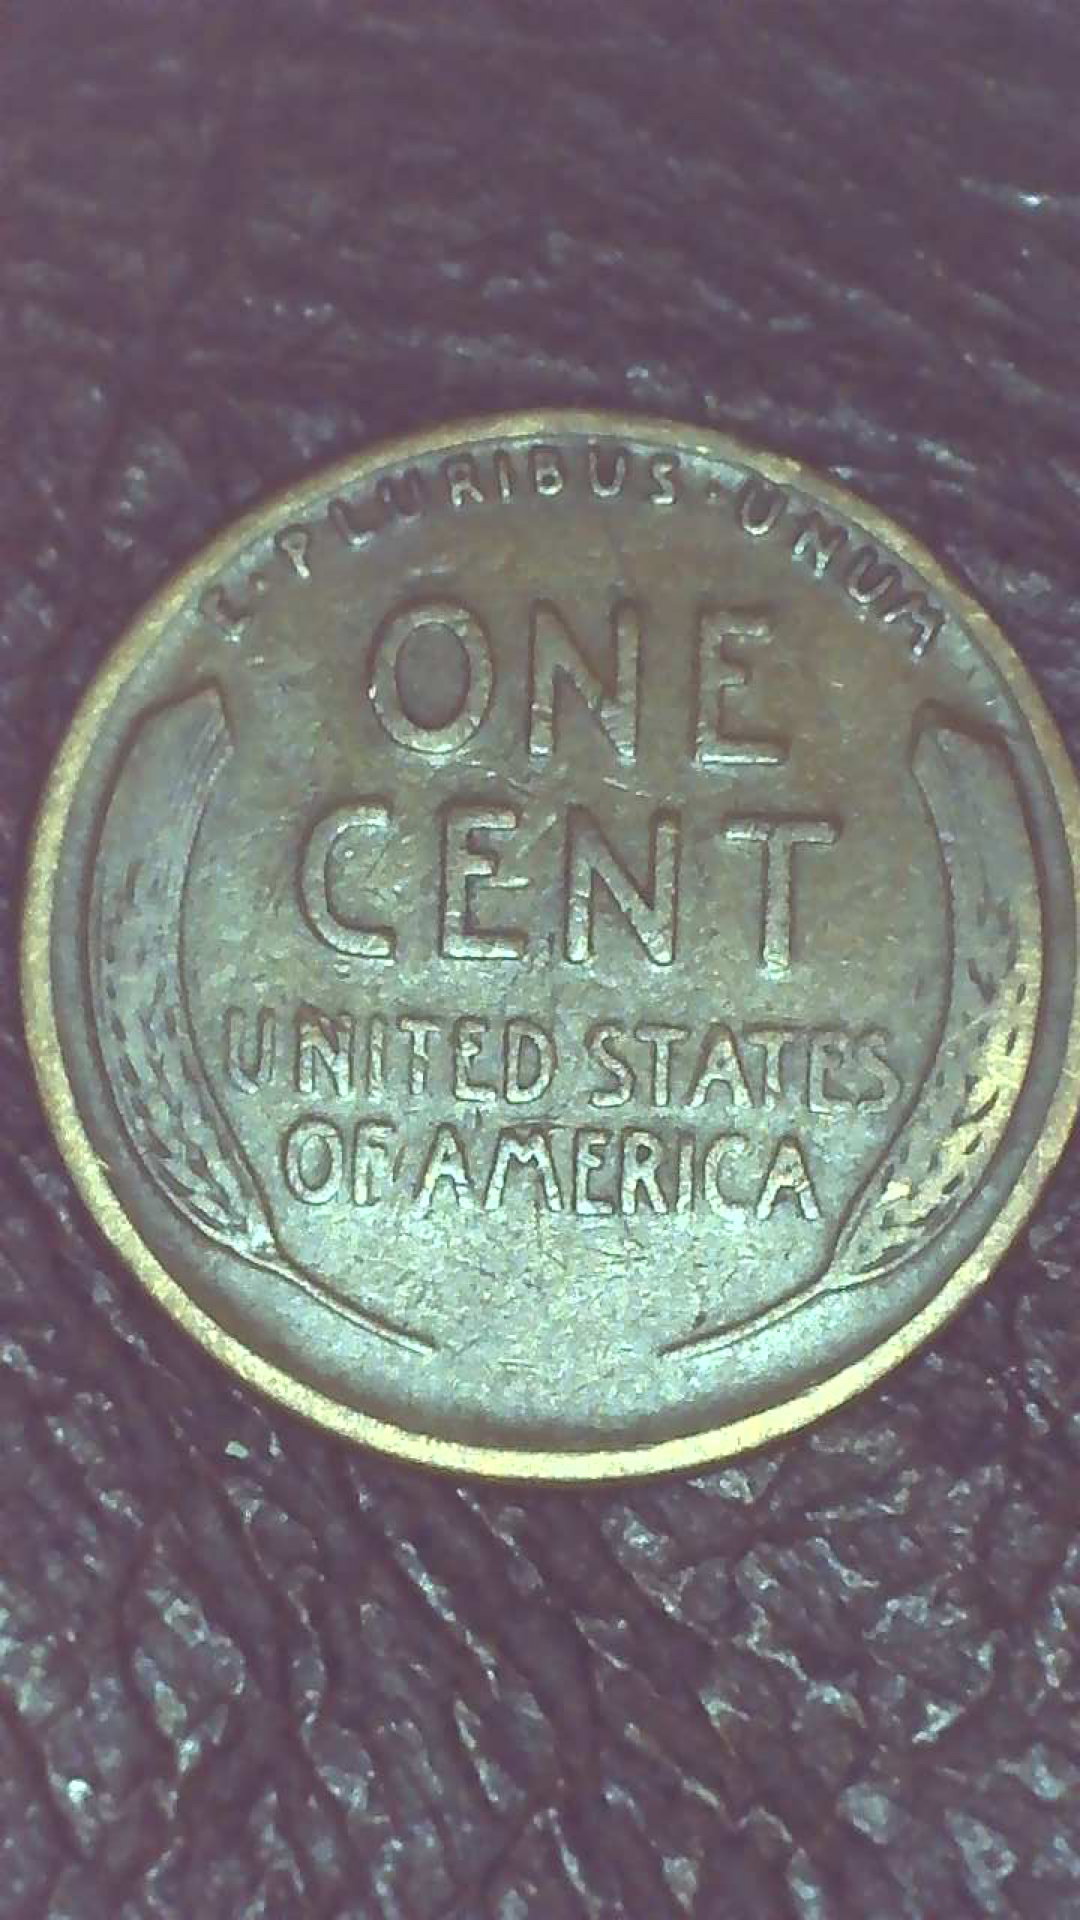 E·PLURIBUS·UNUM
ONE
CENT
UNITED STATES
OF AMERICA